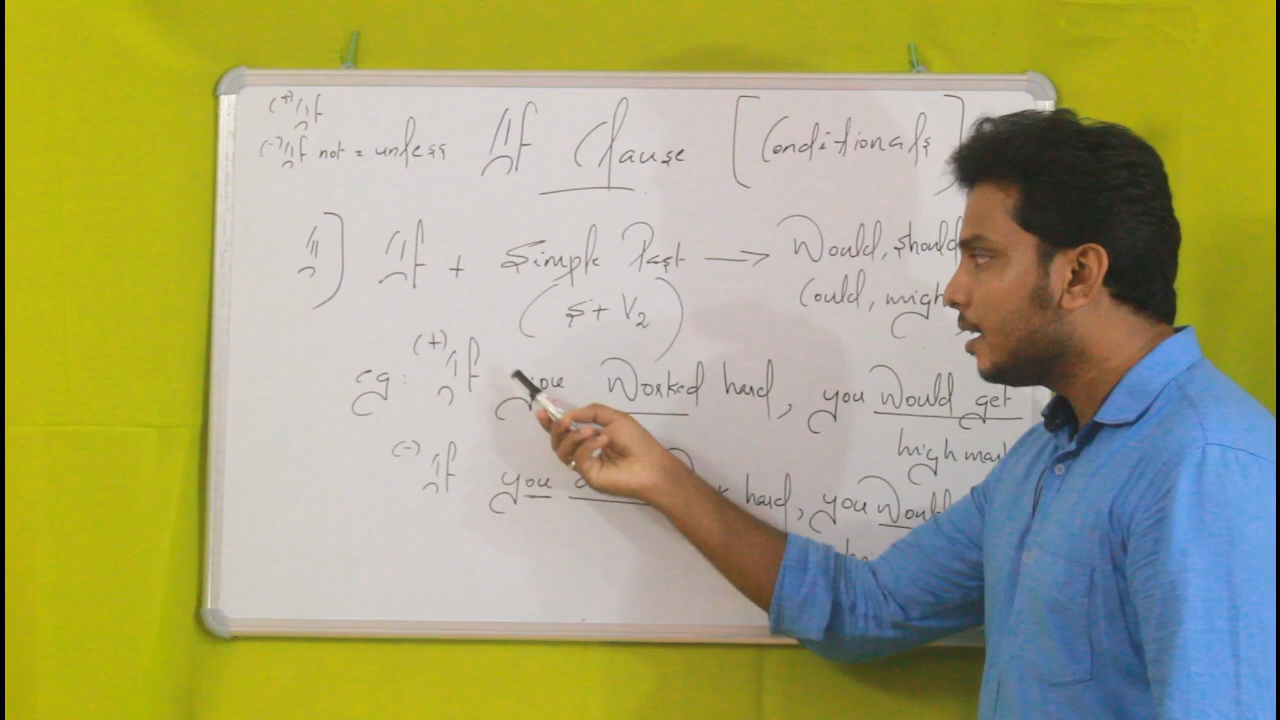 (+) If
(-) If not = unless
If Clause [Conditionals]
ii) If + Simple Past → Would, should
Could, migh
(S + V2)
eg: (+) If you Worked hard, you Would get
high mar
(-) If you hard, you Would